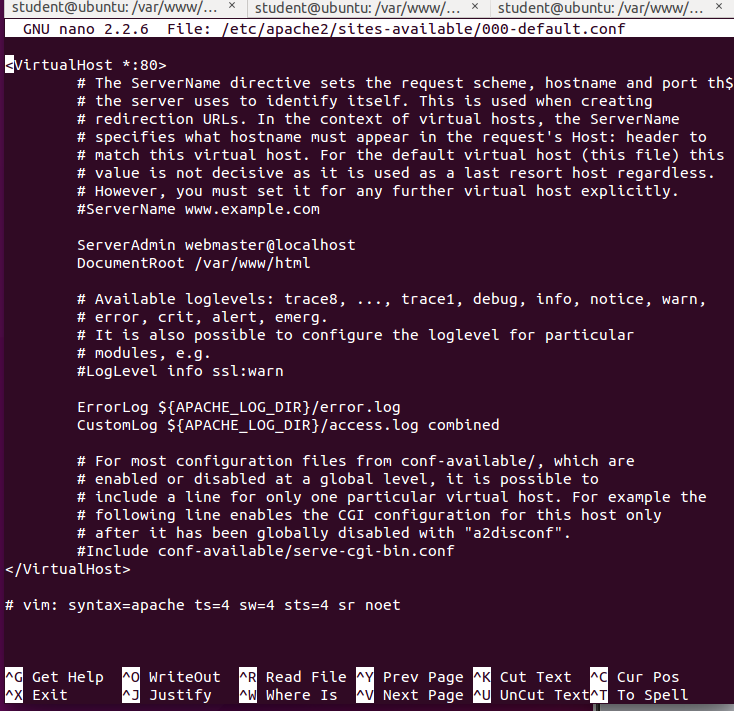 student@ubuntu: /var/www/... × student@ubuntu: /var/www/... × student@ubuntu: /var/www/... ×
GNU nano 2.2.6 File: /etc/apache2/sites-available/000-default.conf
<VirtualHost *:80>
# The ServerName directive sets the request scheme, hostname and port th$
# the server uses to identify itself. This is used when creating
# redirection URLs. In the context of virtual hosts, the ServerName
# specifies what hostname must appear in the request's Host: header to
# match this virtual host. For the default virtual host (this file) this
# value is not decisive as it is used as a last resort host regardless.
# However, you must set it for any further virtual host explicitly.
#ServerName www.example.com
ServerAdmin webmaster@localhost
DocumentRoot /var/www/html
# Available loglevels: trace8, ..., trace1, debug, info, notice, warn,
# error, crit, alert, emerg.
# It is also possible to configure the loglevel for particular
# modules, e.g.
#LogLevel info ssl:warn
ErrorLog ${APACHE_LOG_DIR}/error.log
CustomLog ${APACHE_LOG_DIR}/access.log combined
# For most configuration files from conf-available/, which are
# enabled or disabled at a global level, it is possible to
# include a line for only one particular virtual host. For example the
# following line enables the CGI configuration for this host only
# after it has been globally disabled with "a2disconf".
#Include conf-available/serve-cgi-bin.conf
</VirtualHost>
# vim: syntax=apache ts=4 sw=4 sts=4 sr noet
^G Get Help ^O WriteOut ^R Read File ^Y Prev Page ^K Cut Text ^C Cur Pos
^X Exit ^J Justify ^W Where Is ^V Next Page ^U UnCut Text ^T To Spell